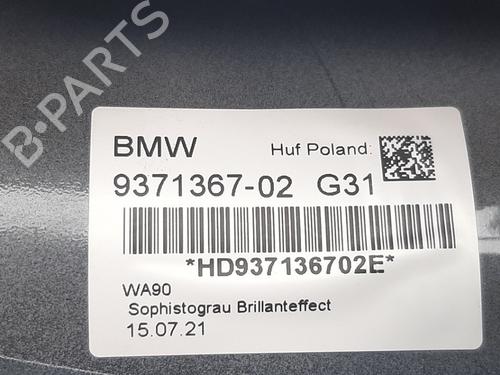 B-PARTS
BMW Huf Poland:
9371367-02 G31
*HD937136702E*
WA90
Sophistograu Brillanteffect
15.07.21